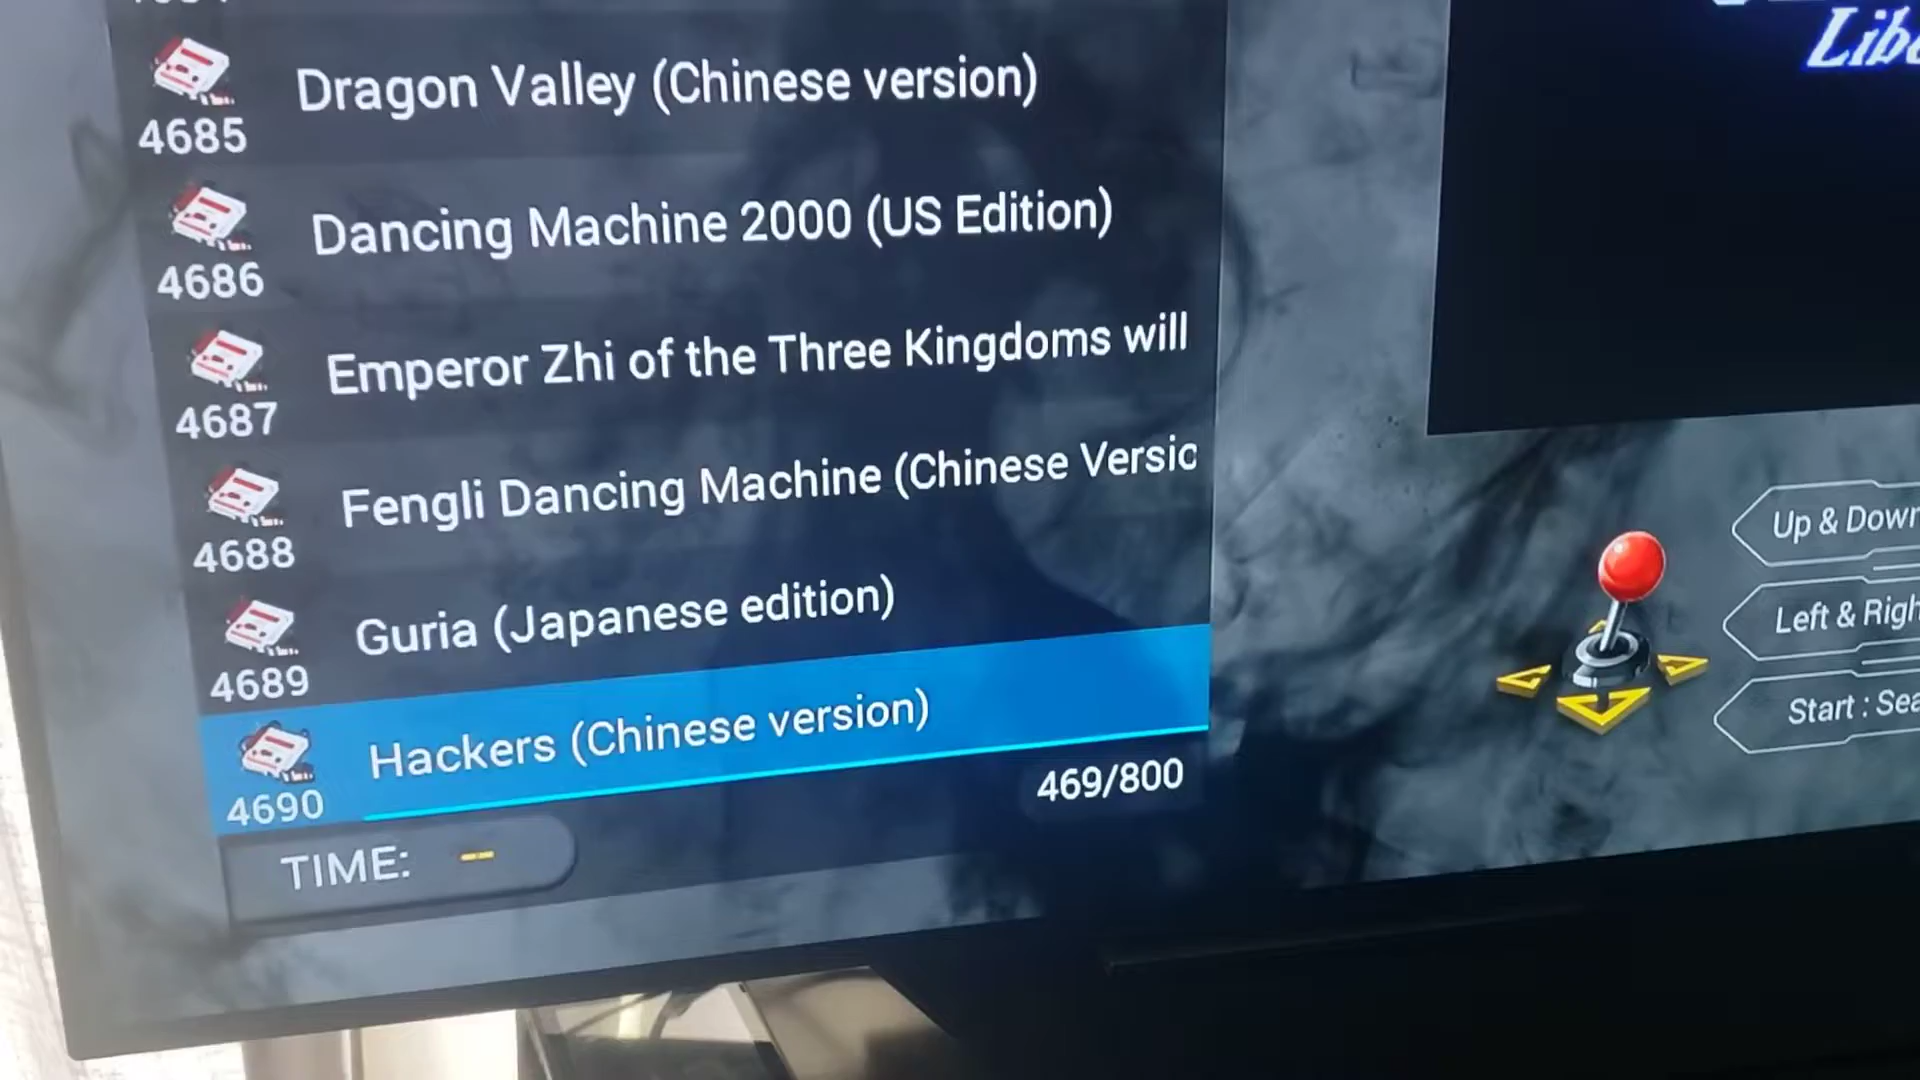 Dragon Valley (Chinese version)
4685
Dancing Machine 2000 (US Edition)
4686
Emperor Zhi of the Three Kingdoms will
4687
Fengli Dancing Machine (Chinese Versio
4688
Guria (Japanese edition)
4689
Hackers (Chinese version)
4690
469/800
TIME:
Up & Down
Left & Righ
Start : Sea